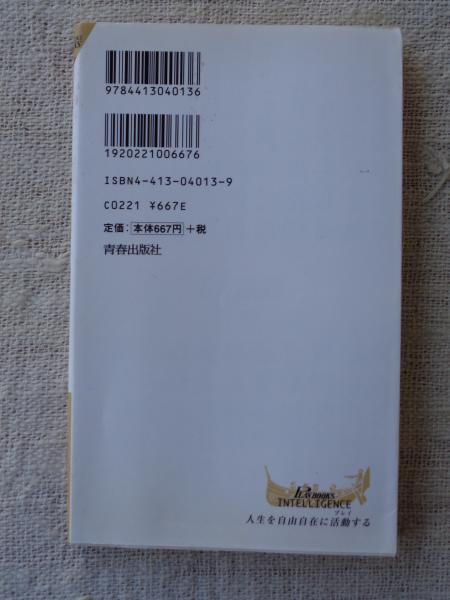 9784413040136
1920221006676
ISBN4-413-04013-9
C0221 ¥667E
定価：本体667円＋税
青春出版社
PLAYBOOKS
INTELLIGENCE
プレイ
人生を自由自在に活動する